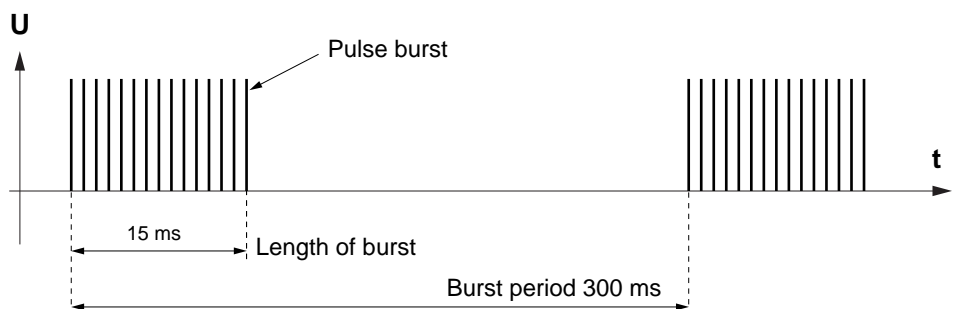 U
Pulse burst
t
15 ms
Length of burst
Burst period 300 ms